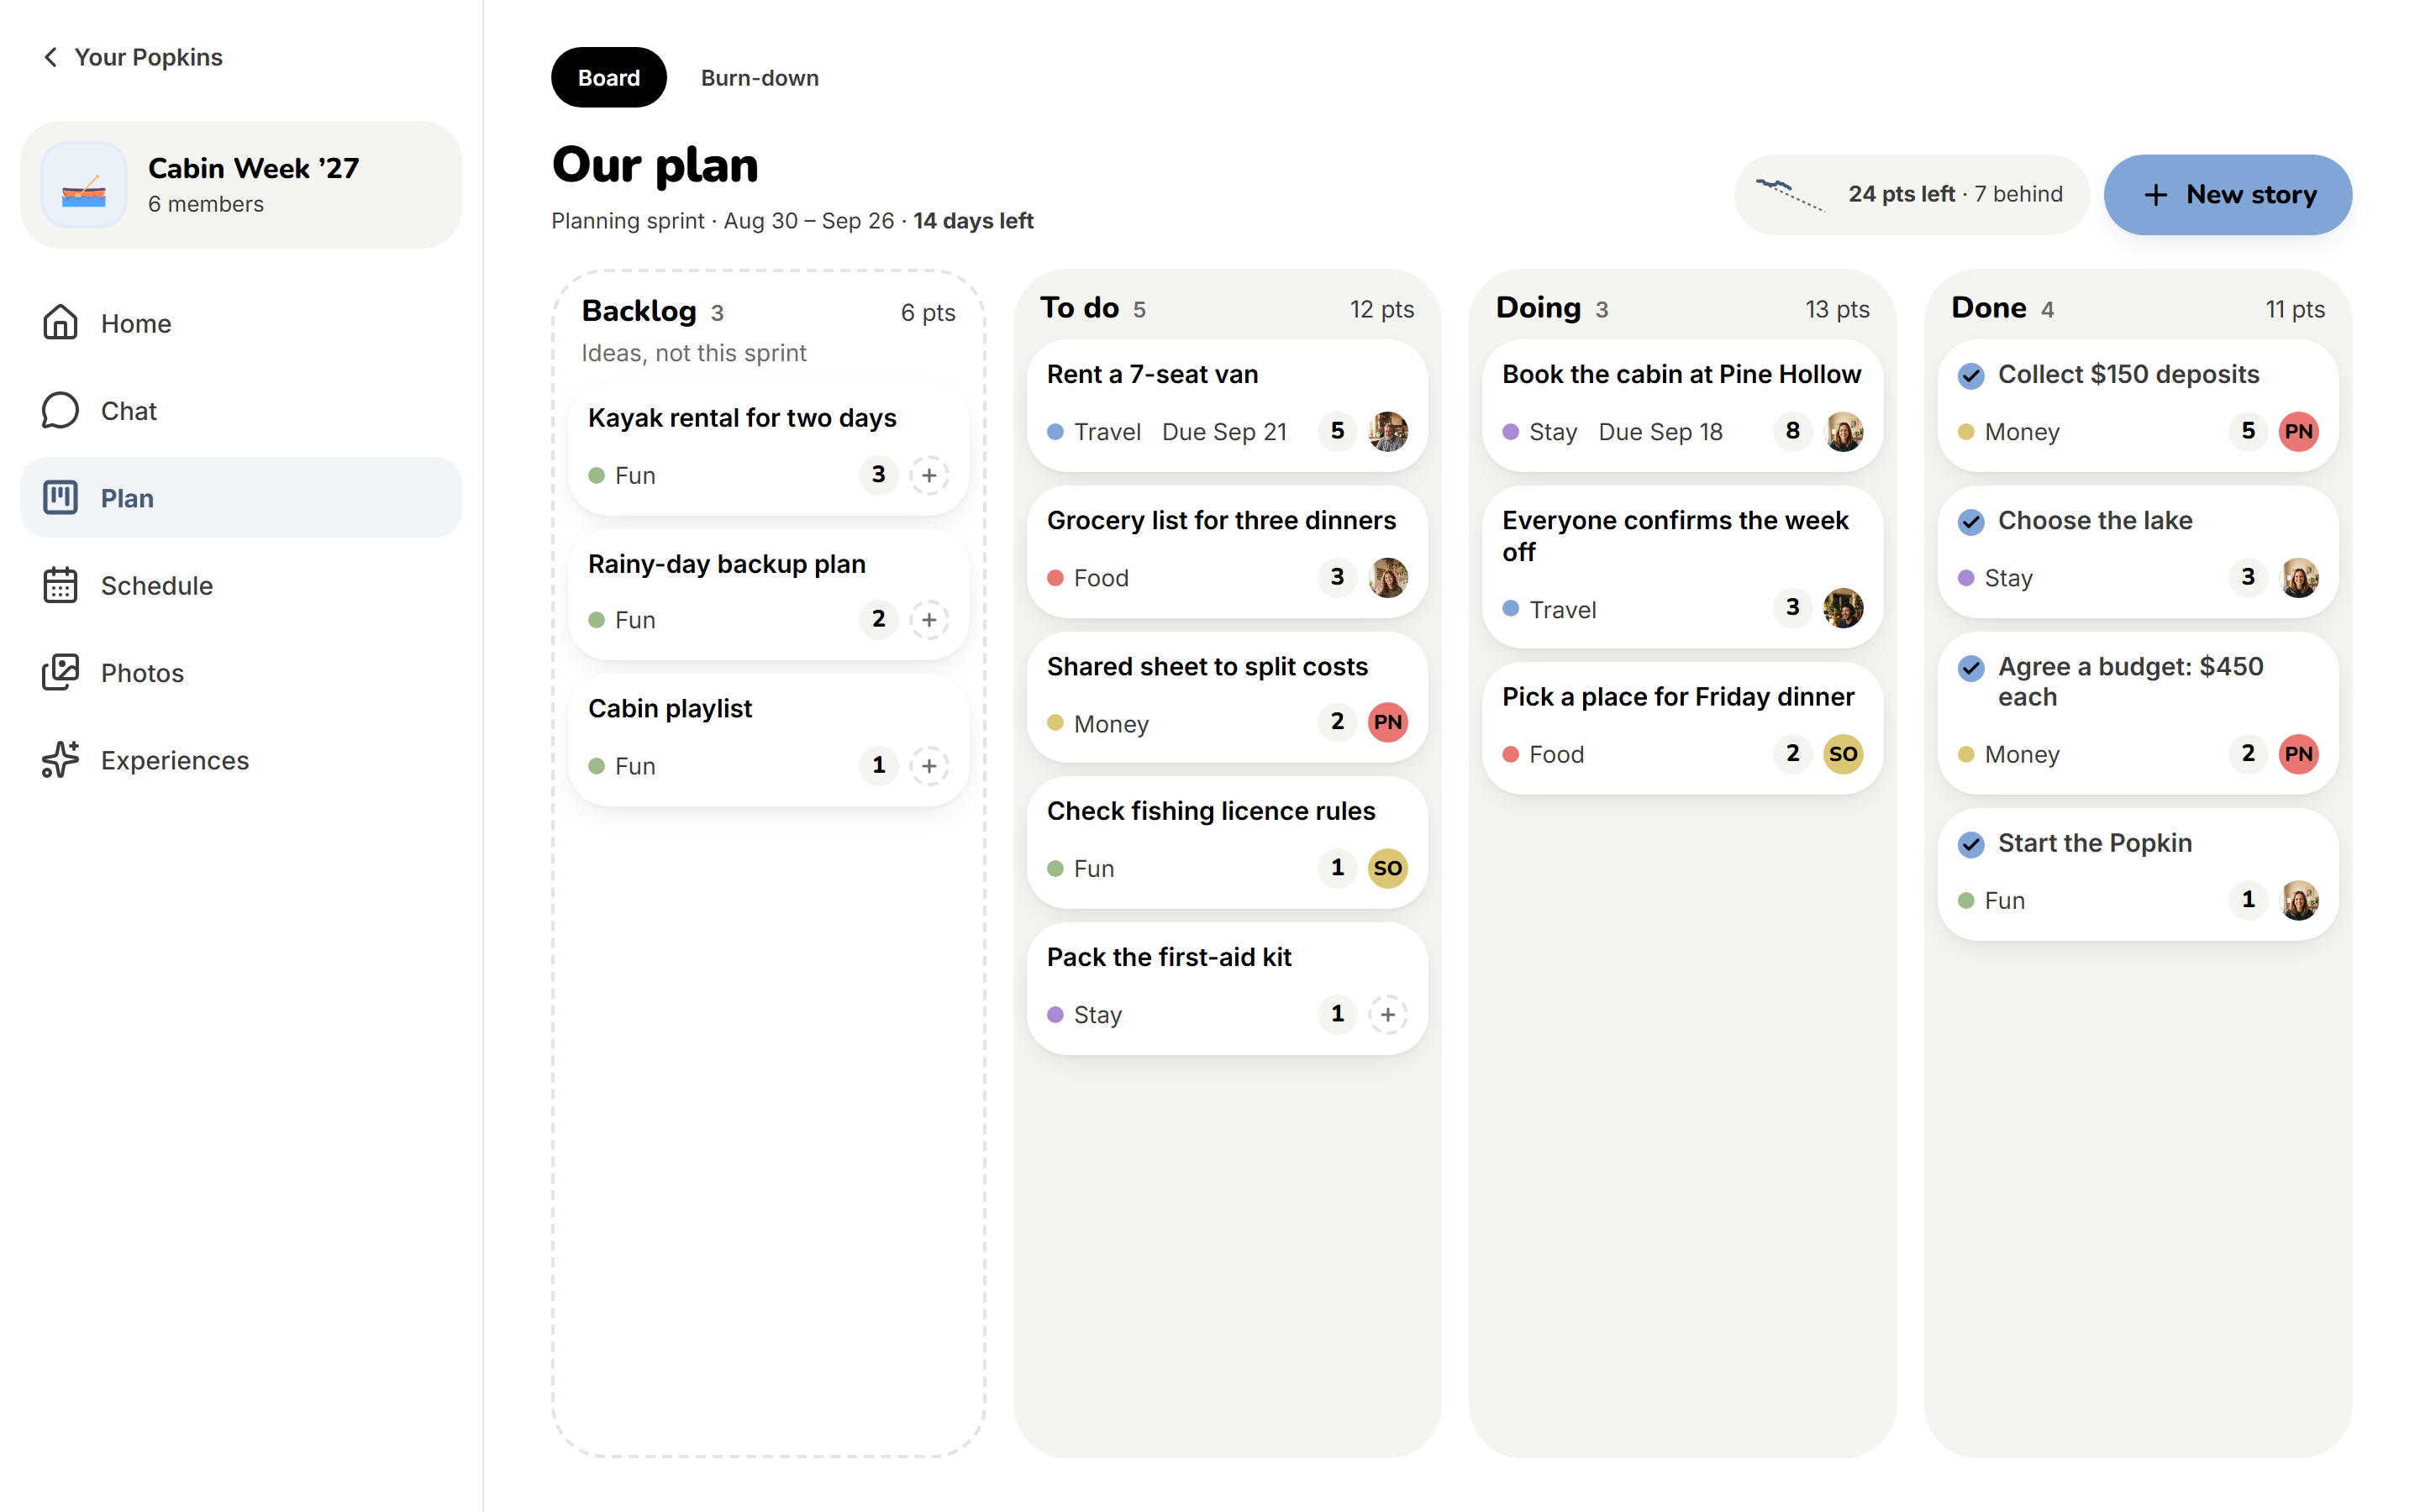 Your Popkins
Cabin Week ’27
6 members
Home
Chat
Plan
Schedule
Photos
Experiences
Board
Burn-down
Our plan
Planning sprint · Aug 30 – Sep 26 · 14 days left
24 pts left · 7 behind
+ New story
Backlog 3 6 pts
Ideas, not this sprint
Kayak rental for two days
Fun 3 +
Rainy-day backup plan
Fun 2 +
Cabin playlist
Fun 1 +
To do 5 12 pts
Rent a 7-seat van
Travel Due Sep 21 5
Grocery list for three dinners
Food 3
Shared sheet to split costs
Money 2 PN
Check fishing licence rules
Fun 1 SO
Pack the first-aid kit
Stay 1 +
Doing 3 13 pts
Book the cabin at Pine Hollow
Stay Due Sep 18 8
Everyone confirms the week
off
Travel 3
Pick a place for Friday dinner
Food 2 SO
Done 4 11 pts
Collect $150 deposits
Money 5 PN
Choose the lake
Stay 3
Agree a budget: $450
each
Money 2 PN
Start the Popkin
Fun 1